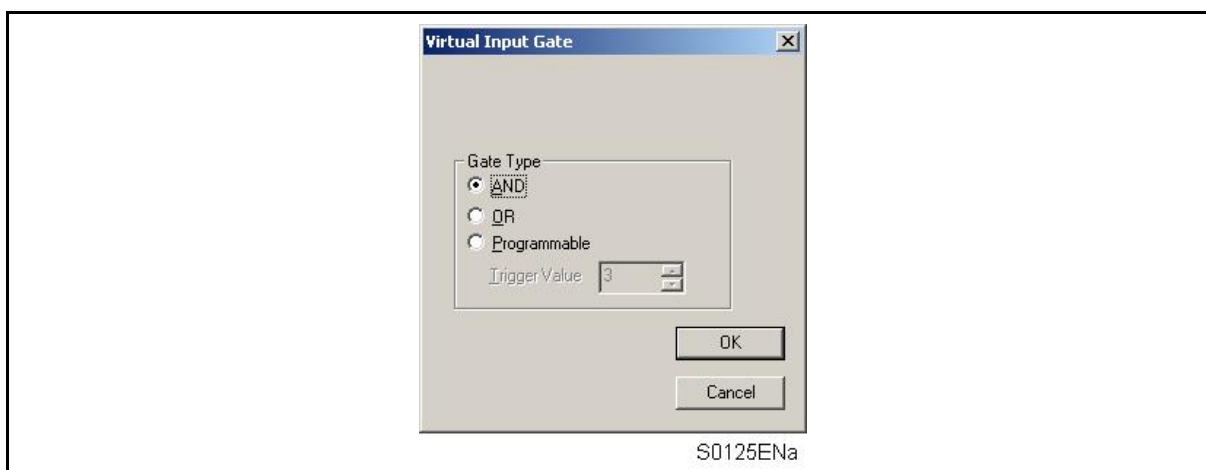 Virtual Input Gate
Gate Type
AND
OR
Programmable
Trigger Value 3
OK
Cancel
S0125ENa